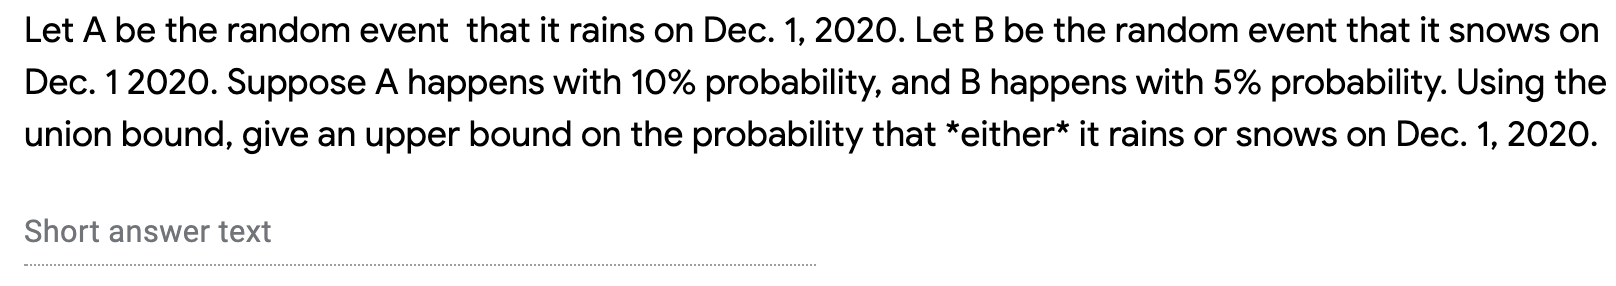 Let A be the random event  that it rains on Dec. 1, 2020. Let B be the random event that it snows on
Dec. 1 2020. Suppose A happens with 10% probability, and B happens with 5% probability. Using the
union bound, give an upper bound on the probability that *either* it rains or snows on Dec. 1, 2020.
Short answer text